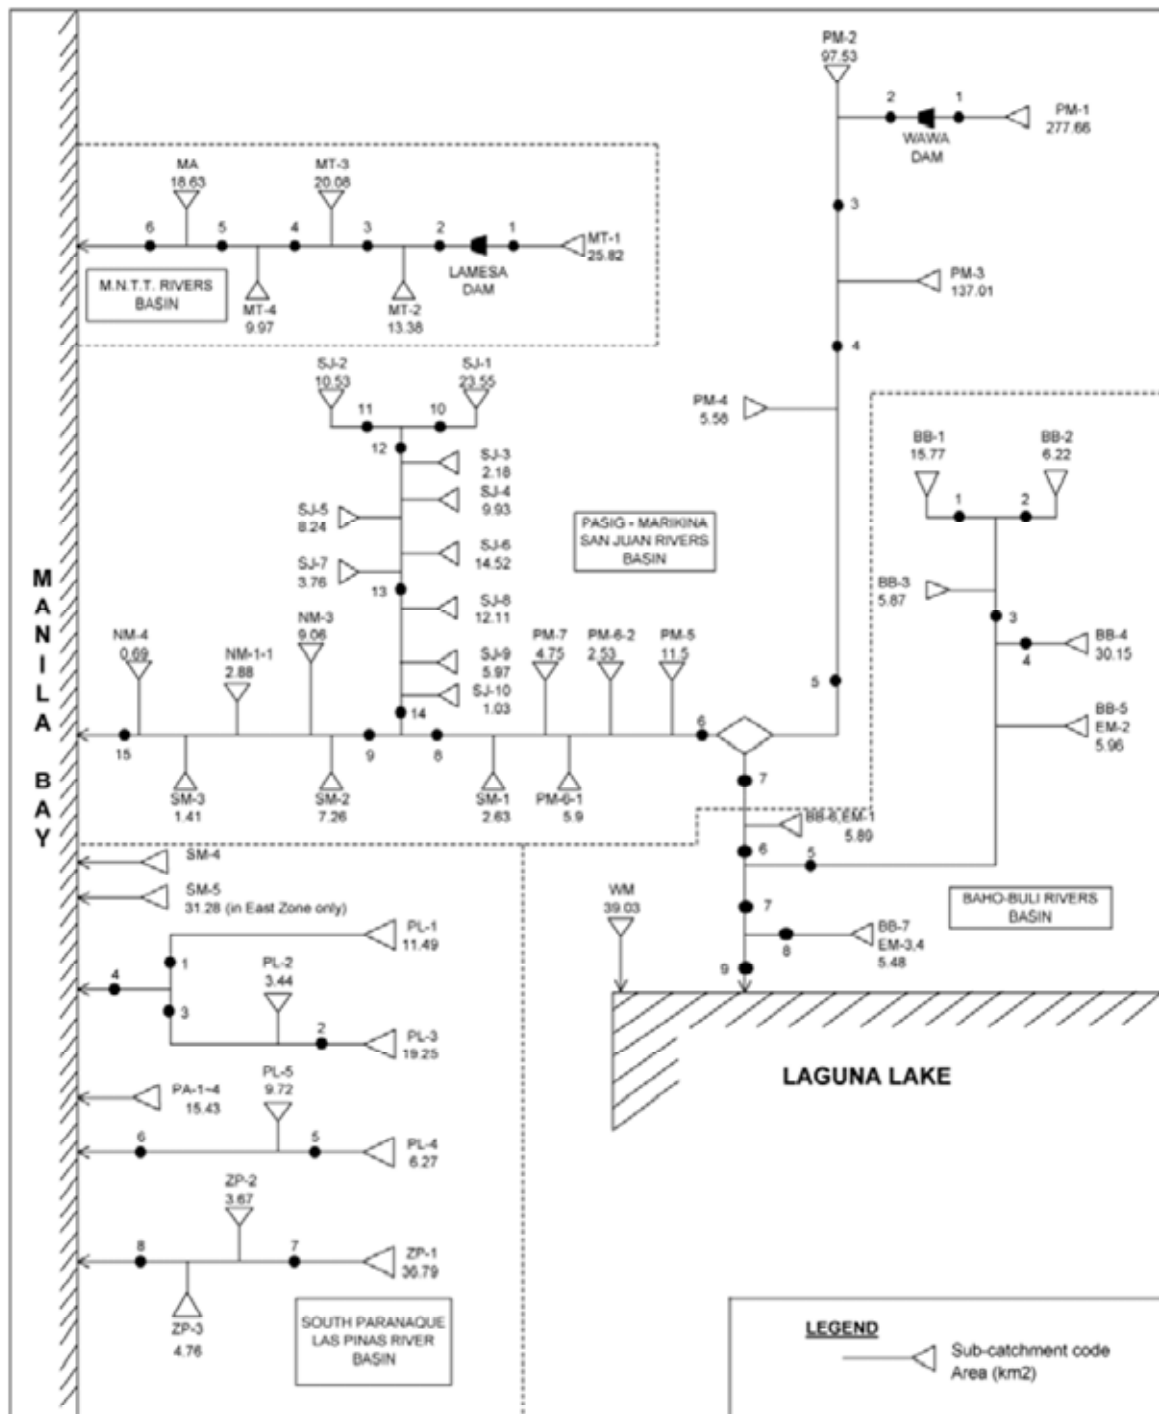 PM-2
97.53
2
1
PM-1
277.66
WAWA
DAM
3
PM-3
137.01
4
PM-4
5.58
5
MA
18.63
MT-3
20.08
6
5
4
3
2
1
MT-1
25.82
LAMESA
DAM
M.N.T.T. RIVERS
BASIN
MT-4
9.97
MT-2
13.38
SJ-2
10.53
SJ-1
23.55
11
10
12
SJ-3
2.18
SJ-4
9.93
SJ-5
8.24
SJ-6
14.52
SJ-7
3.76
13
SJ-8
12.11
SJ-9
5.97
SJ-10
1.03
14
PASIG - MARIKINA
SAN JUAN RIVERS
BASIN
BB-1
15.77
BB-2
6.22
1
2
BB-3
5.87
3
BB-4
30.15
4
BB-5
EM-2
5.96
MANILA BAY
NM-4
0.69
NM-1-1
2.88
NM-3
9.06
PM-7
4.75
PM-6-2
2.53
PM-5
11.5
15
9
8
6
SM-3
1.41
SM-2
7.26
SM-1
2.63
PM-6-1
5.9
7
BB-6,EM-1
5.89
6
5
7
BB-7
EM-3,4
5.48
8
9
BAHO-BULI RIVERS
BASIN
WM
39.03
LAGUNA LAKE
SM-4
SM-5
31.28 (in East Zone only)
PL-1
11.49
1
4
PL-2
3.44
3
2
PL-3
19.25
PA-1~4
15.43
PL-5
9.72
6
5
PL-4
6.27
ZP-2
3.67
8
7
ZP-1
36.79
ZP-3
4.76
SOUTH PARANAQUE
LAS PINAS RIVER
BASIN
LEGEND
Sub-catchment code
Area (km2)